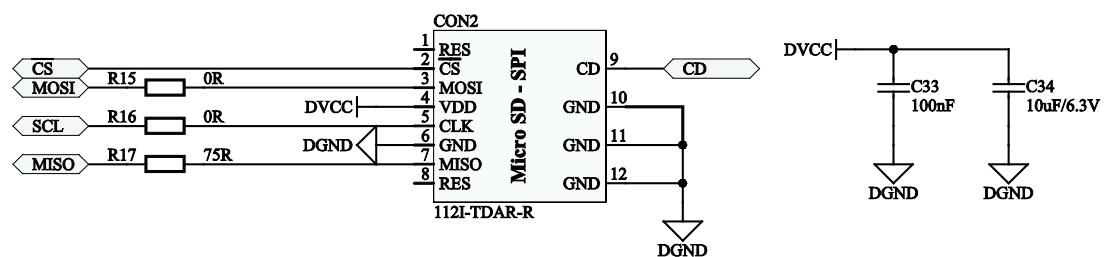 CON2
1 RES
CS 2 CS
MOSI R15 0R 3 MOSI
DVCC 4 VDD
SCL R16 0R 5 CLK
DGND 6 GND
MISO R17 75R 7 MISO
8 RES
Micro SD - SPI
CD 9 CD
GND 10
GND 11
GND 12
112I-TDAR-R
DGND
DVCC
C33
100nF
C34
10uF/6.3V
DGND
DGND